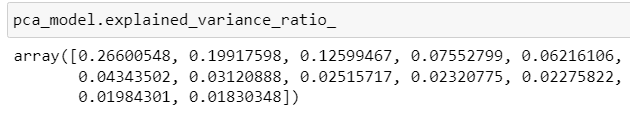 pca_model.explained_variance_ratio_
array([0.26600548, 0.19917598, 0.12599467, 0.07552799, 0.06216106,
0.04343502, 0.03120888, 0.02515717, 0.02320775, 0.02275822,
0.01984301, 0.01830348])